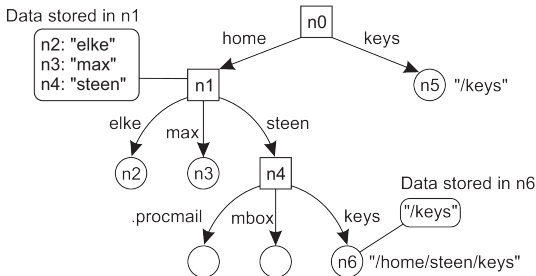 Data stored in n1
n0
n2: "elke"
n3: "max"
n4: "steen"
home
keys
n1
n5
"/keys"
elke
max
steen
n2
n3
n4
Data stored in n6
.procmail
mbox
keys
"/keys"
n6
"/home/steen/keys"